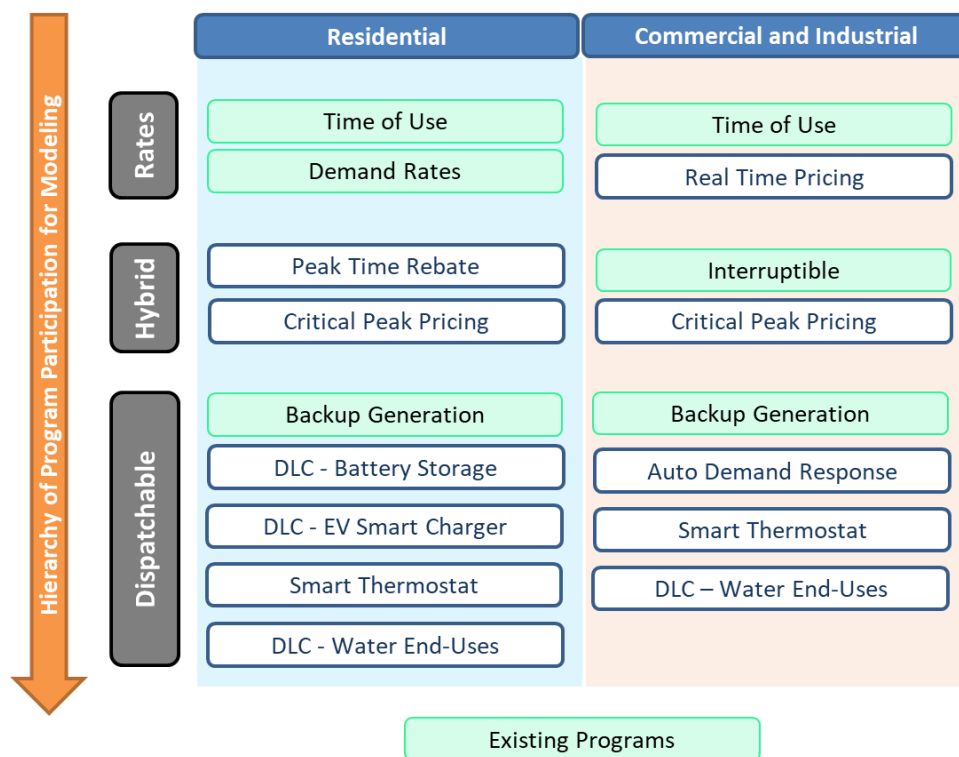 Hierarchy of Program Participation for Modeling
Residential
Commercial and Industrial
Rates
Time of Use
Time of Use
Demand Rates
Real Time Pricing
Hybrid
Peak Time Rebate
Interruptible
Critical Peak Pricing
Critical Peak Pricing
Dispatchable
Backup Generation
Backup Generation
DLC - Battery Storage
Auto Demand Response
DLC - EV Smart Charger
Smart Thermostat
Smart Thermostat
DLC – Water End-Uses
DLC - Water End-Uses
Existing Programs